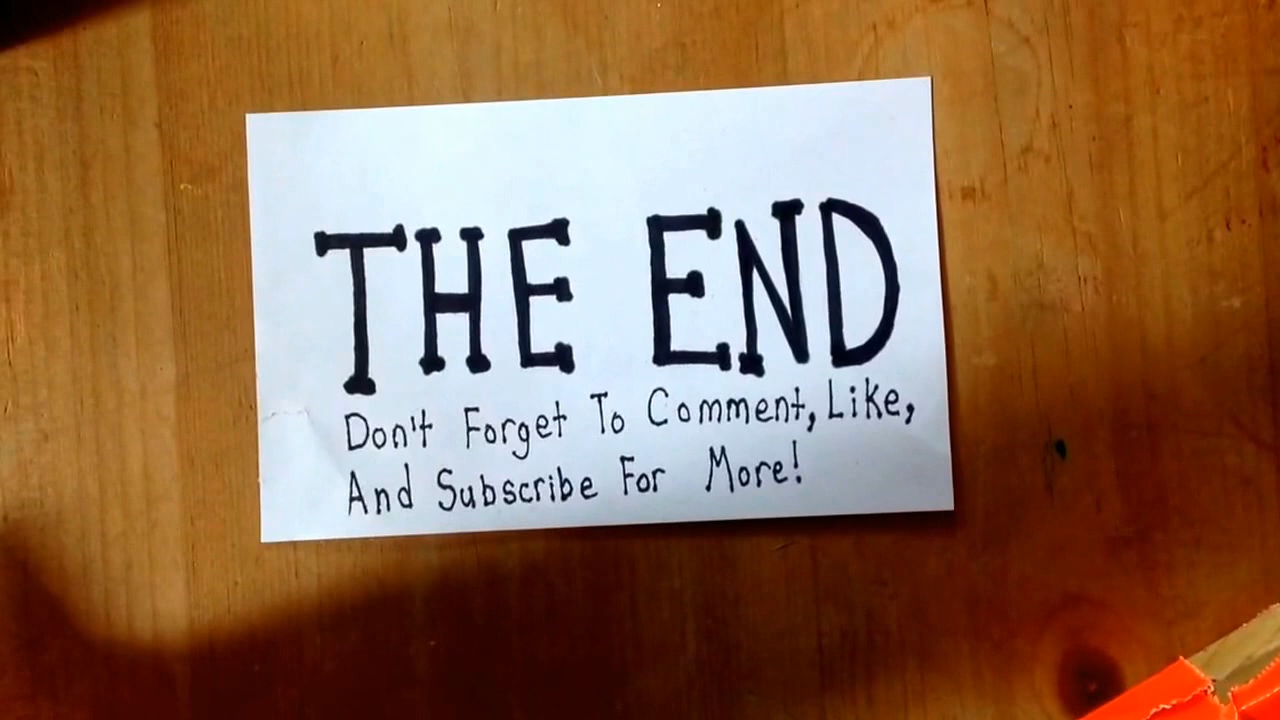 THE END
Don't Forget To Comment, Like,
And Subscribe For More!